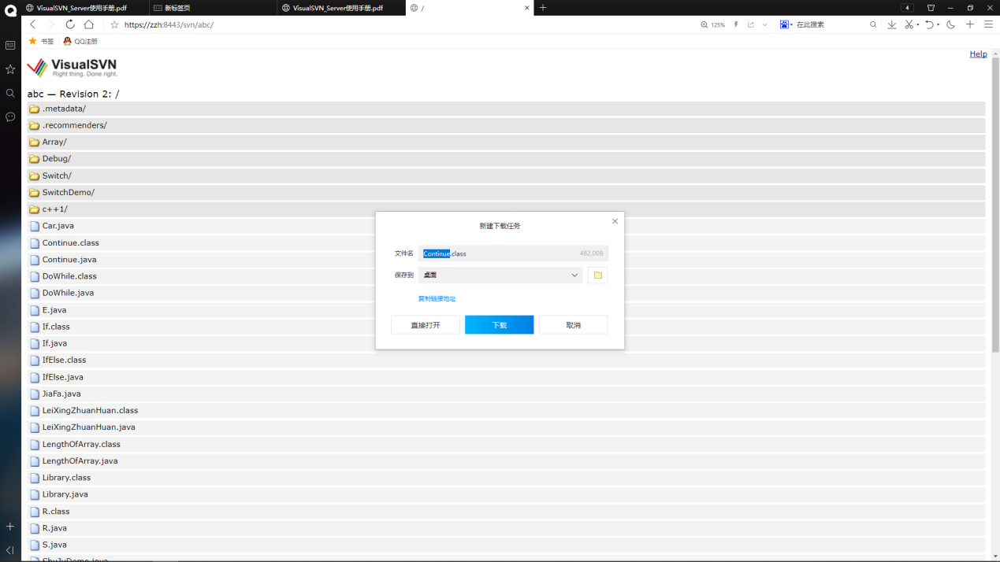 VisualSVN_Server使用手册.pdf
新标签页
VisualSVN_Server使用手册.pdf
/
4
https://zzh:8443/svn/abc/
125%
在此搜索
书签
QQ注册
Help
VisualSVN
Right thing. Done right.
abc — Revision 2: /
.metadata/
.recommenders/
Array/
Debug/
Switch/
SwitchDemo/
c++1/
Car.java
Continue.class
Continue.java
DoWhile.class
DoWhile.java
E.java
If.class
If.java
IfElse.class
IfElse.java
JiaFa.java
LeiXingZhuanHuan.class
LeiXingZhuanHuan.java
LengthOfArray.class
LengthOfArray.java
Library.class
Library.java
R.class
R.java
S.java
ShuJuDemo.java
新建下载任务
文件名
Continue.class
482.00B
保存到
桌面
复制链接地址
直接打开
下载
取消